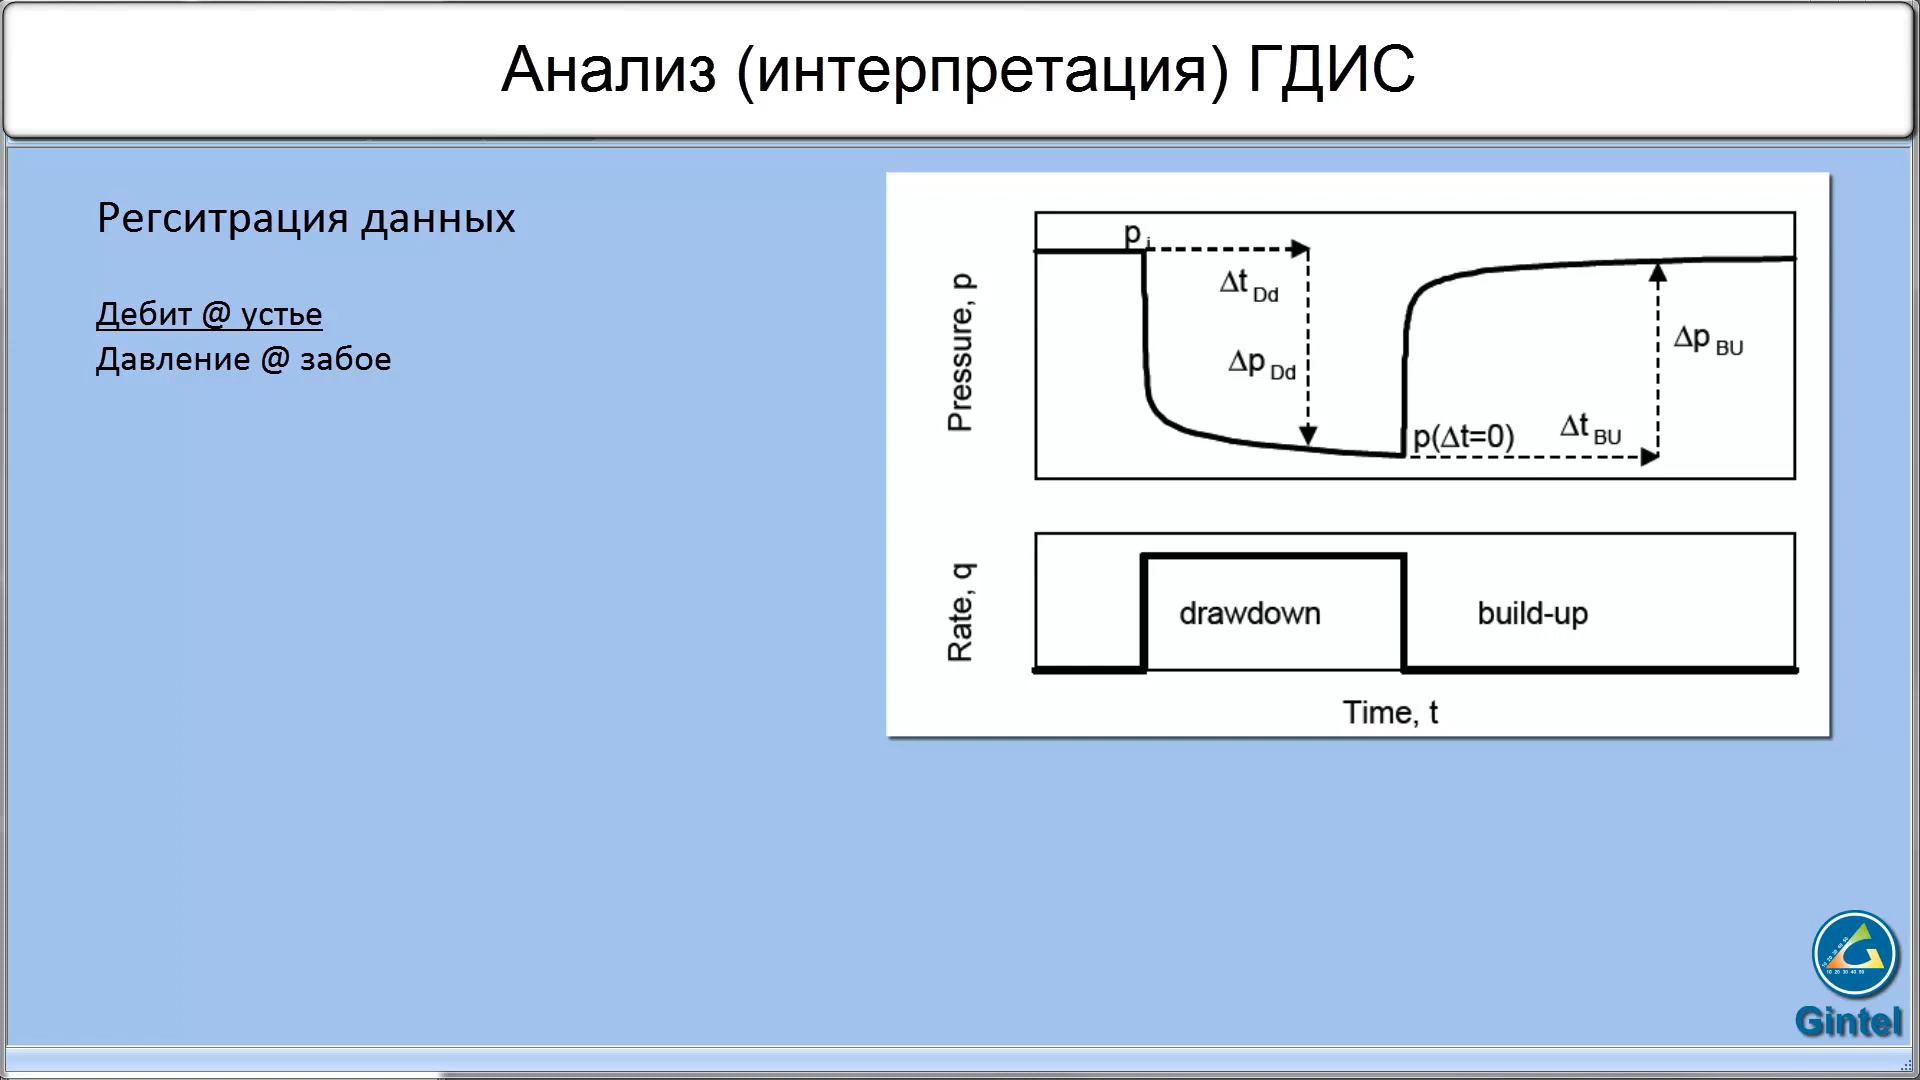 Анализ (интерпретация) ГДИС
Регситрация данных
Дебит @ устье
Давление @ забое
Pressure, p
p i
Δt Dd
Δp Dd
p(Δt=0)
Δt BU
Δp BU
Rate, q
drawdown
build-up
Time, t
G
Gintel